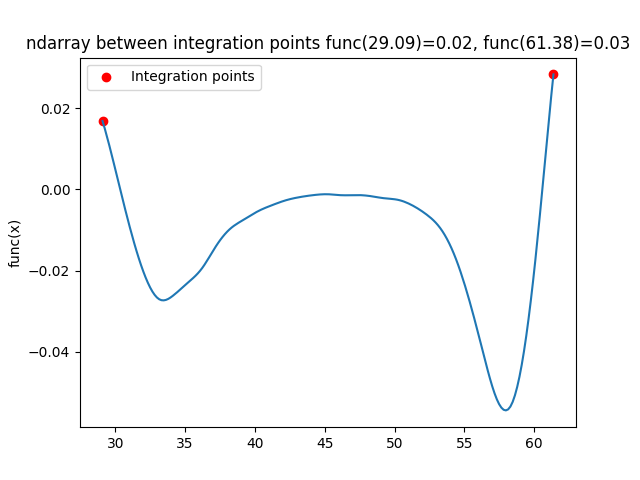 ndarray between integration points func(29.09)=0.02, func(61.38)=0.03
Integration points
func(x)
0.02
0.00
−0.02
−0.04
30 35 40 45 50 55 60